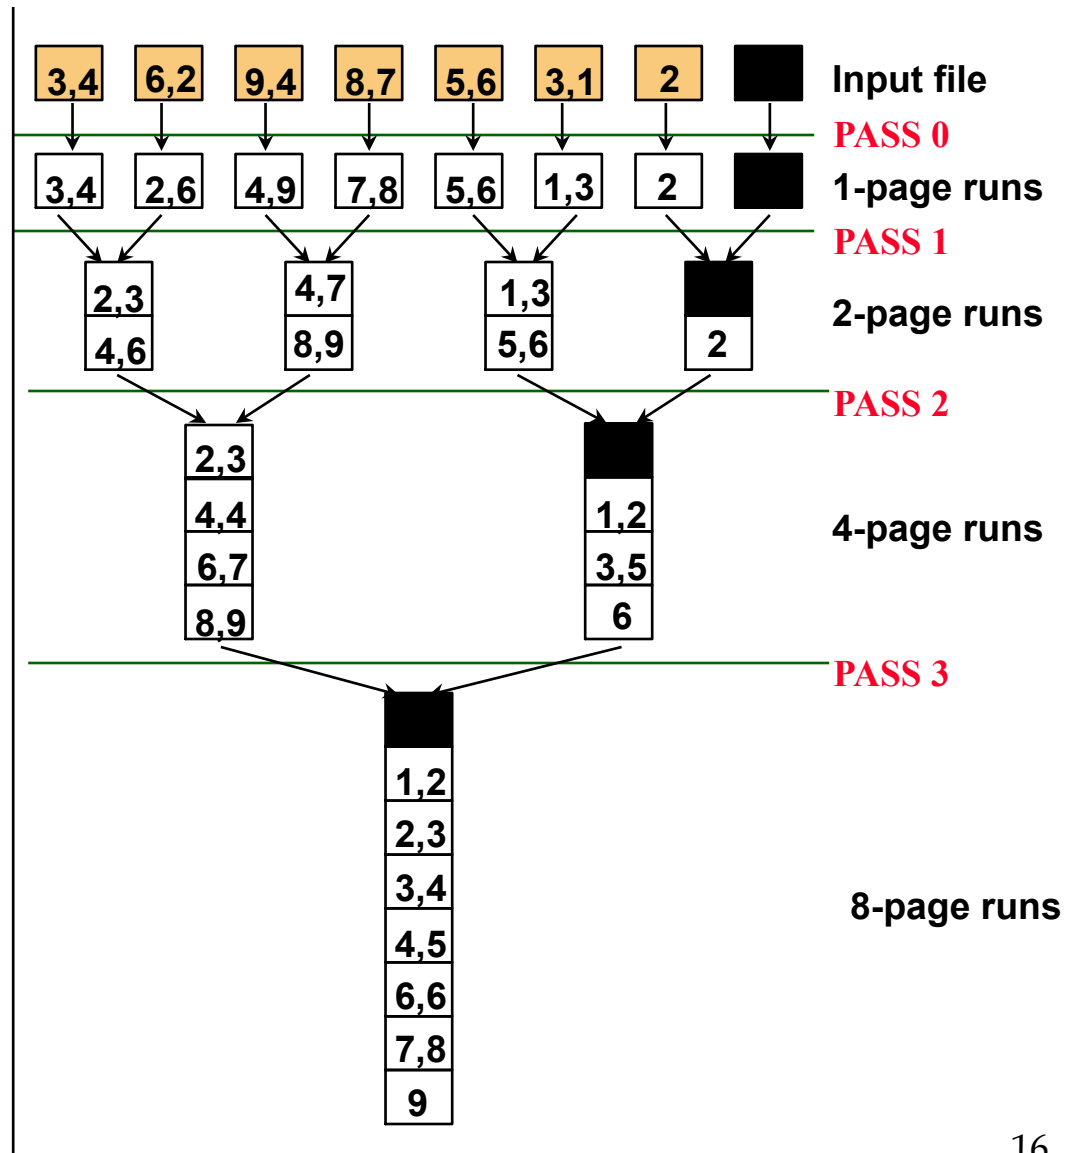 3,4 6,2 9,4 8,7 5,6 3,1 2 Input file
PASS 0
3,4 2,6 4,9 7,8 5,6 1,3 2 1-page runs
PASS 1
2,3 4,7 1,3
4,6 8,9 5,6 2 2-page runs
PASS 2
2,3
4,4 1,2 4-page runs
6,7 3,5
8,9 6
PASS 3
1,2
2,3
3,4 8-page runs
4,5
6,6
7,8
9
16